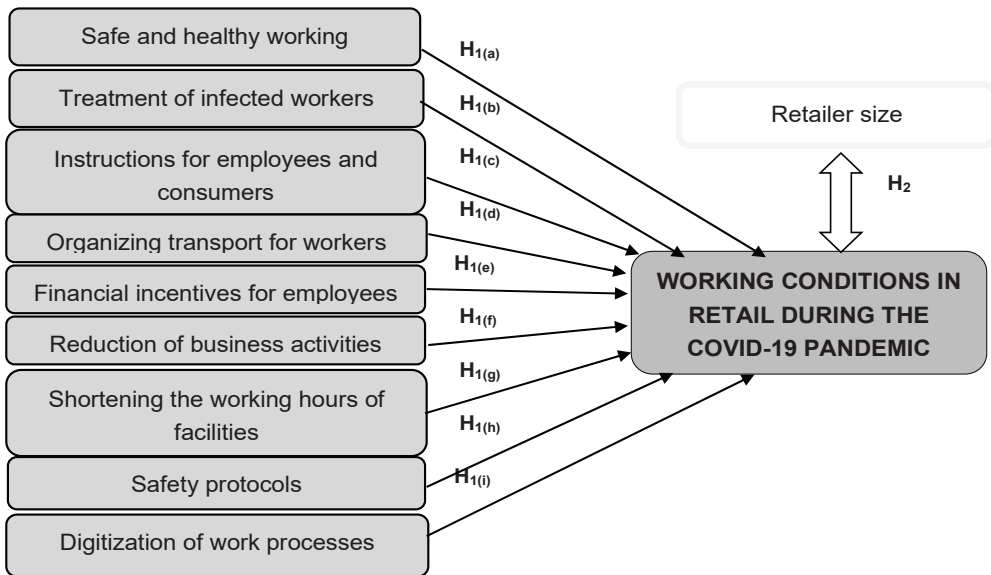 Safe and healthy working
H1(a)
Treatment of infected workers
H1(b)
Retailer size
Instructions for employees and
consumers
H1(c)
H2
Organizing transport for workers
H1(d)
Financial incentives for employees
H1(e)
WORKING CONDITIONS IN
RETAIL DURING THE
COVID-19 PANDEMIC
Reduction of business activities
H1(f)
Shortening the working hours of
facilities
H1(g)
Safety protocols
H1(h)
Digitization of work processes
H1(i)